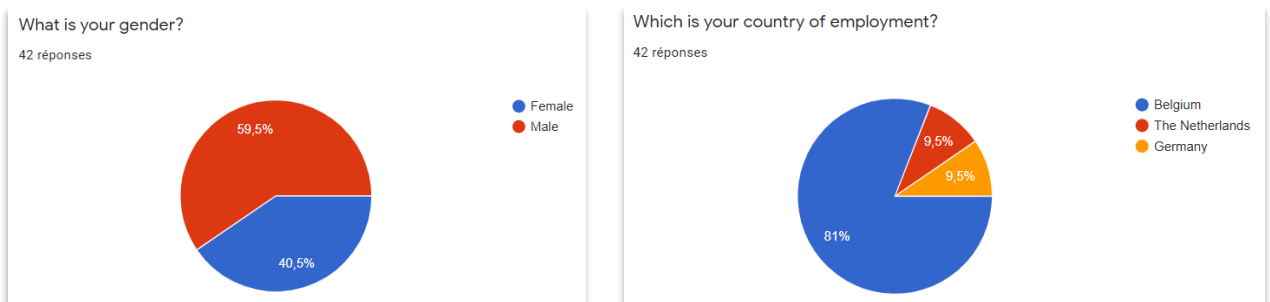 What is your gender?
42 réponses
Female
Male
59,5%
40,5%
Which is your country of employment?
42 réponses
Belgium
The Netherlands
Germany
9,5%
9,5%
81%